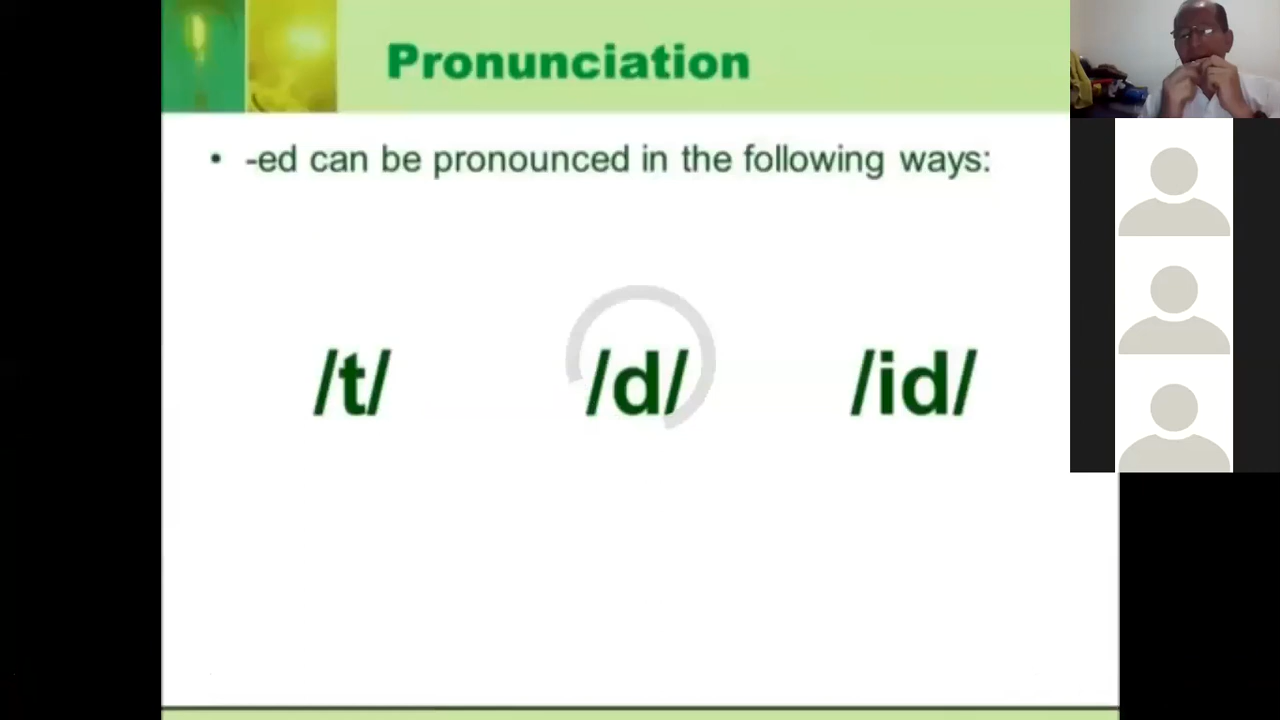 Pronunciation
• -ed can be pronounced in the following ways:
/t/ /d/ /id/